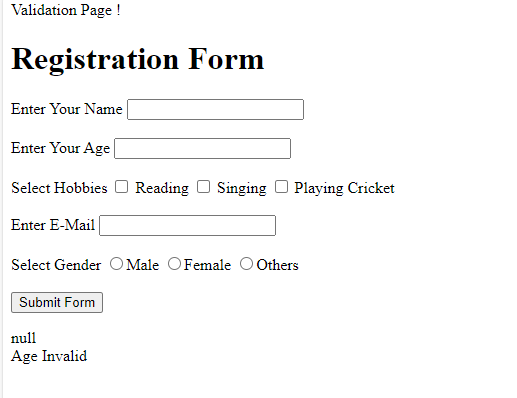 Validation Page !
Registration Form
Enter Your Name
Enter Your Age
Select Hobbies Reading Singing Playing Cricket
Enter E-Mail
Select Gender Male Female Others
Submit Form
null
Age Invalid